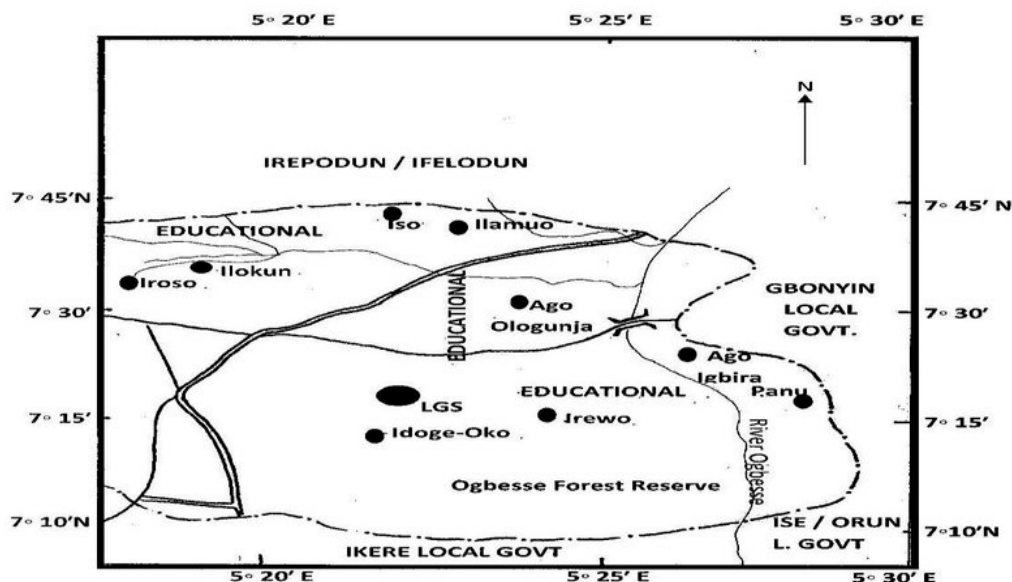 5° 20′ E 5° 25′ E 5° 30′ E
N
IREPODUN / IFELODUN
7° 45′N 7° 45′N
Iso Ilamuo
EDUCATIONAL
Ilokun
Iroso
EDUCATIONAL
GBONYIN
LOCAL
GOVT.
Ago
Ologunja
7° 30′ 7° 30′
Ago
Igbira
EDUCATIONAL
Panu
LGS
Irewo
7° 15′ 7° 15′
Idoge-Oko
River Ogbesse
Ogbesse Forest Reserve
7° 10′N 7° 10′N
ISE / ORUN
L. GOVT
IKERE LOCAL GOVT
5° 20′ E 5° 25′ E 5° 30′ E